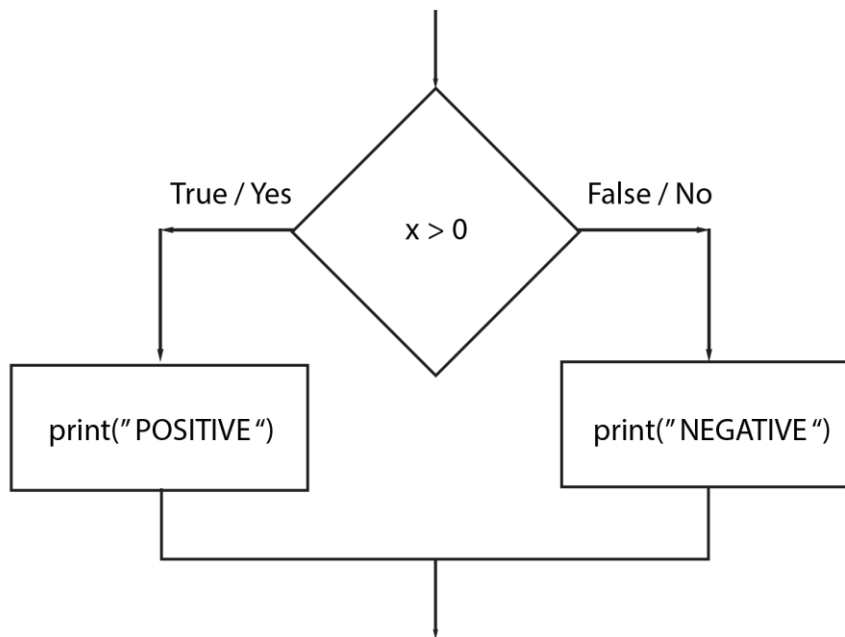 True / Yes
False / No
x > 0
print(”POSITIVE“)
print(”NEGATIVE“)